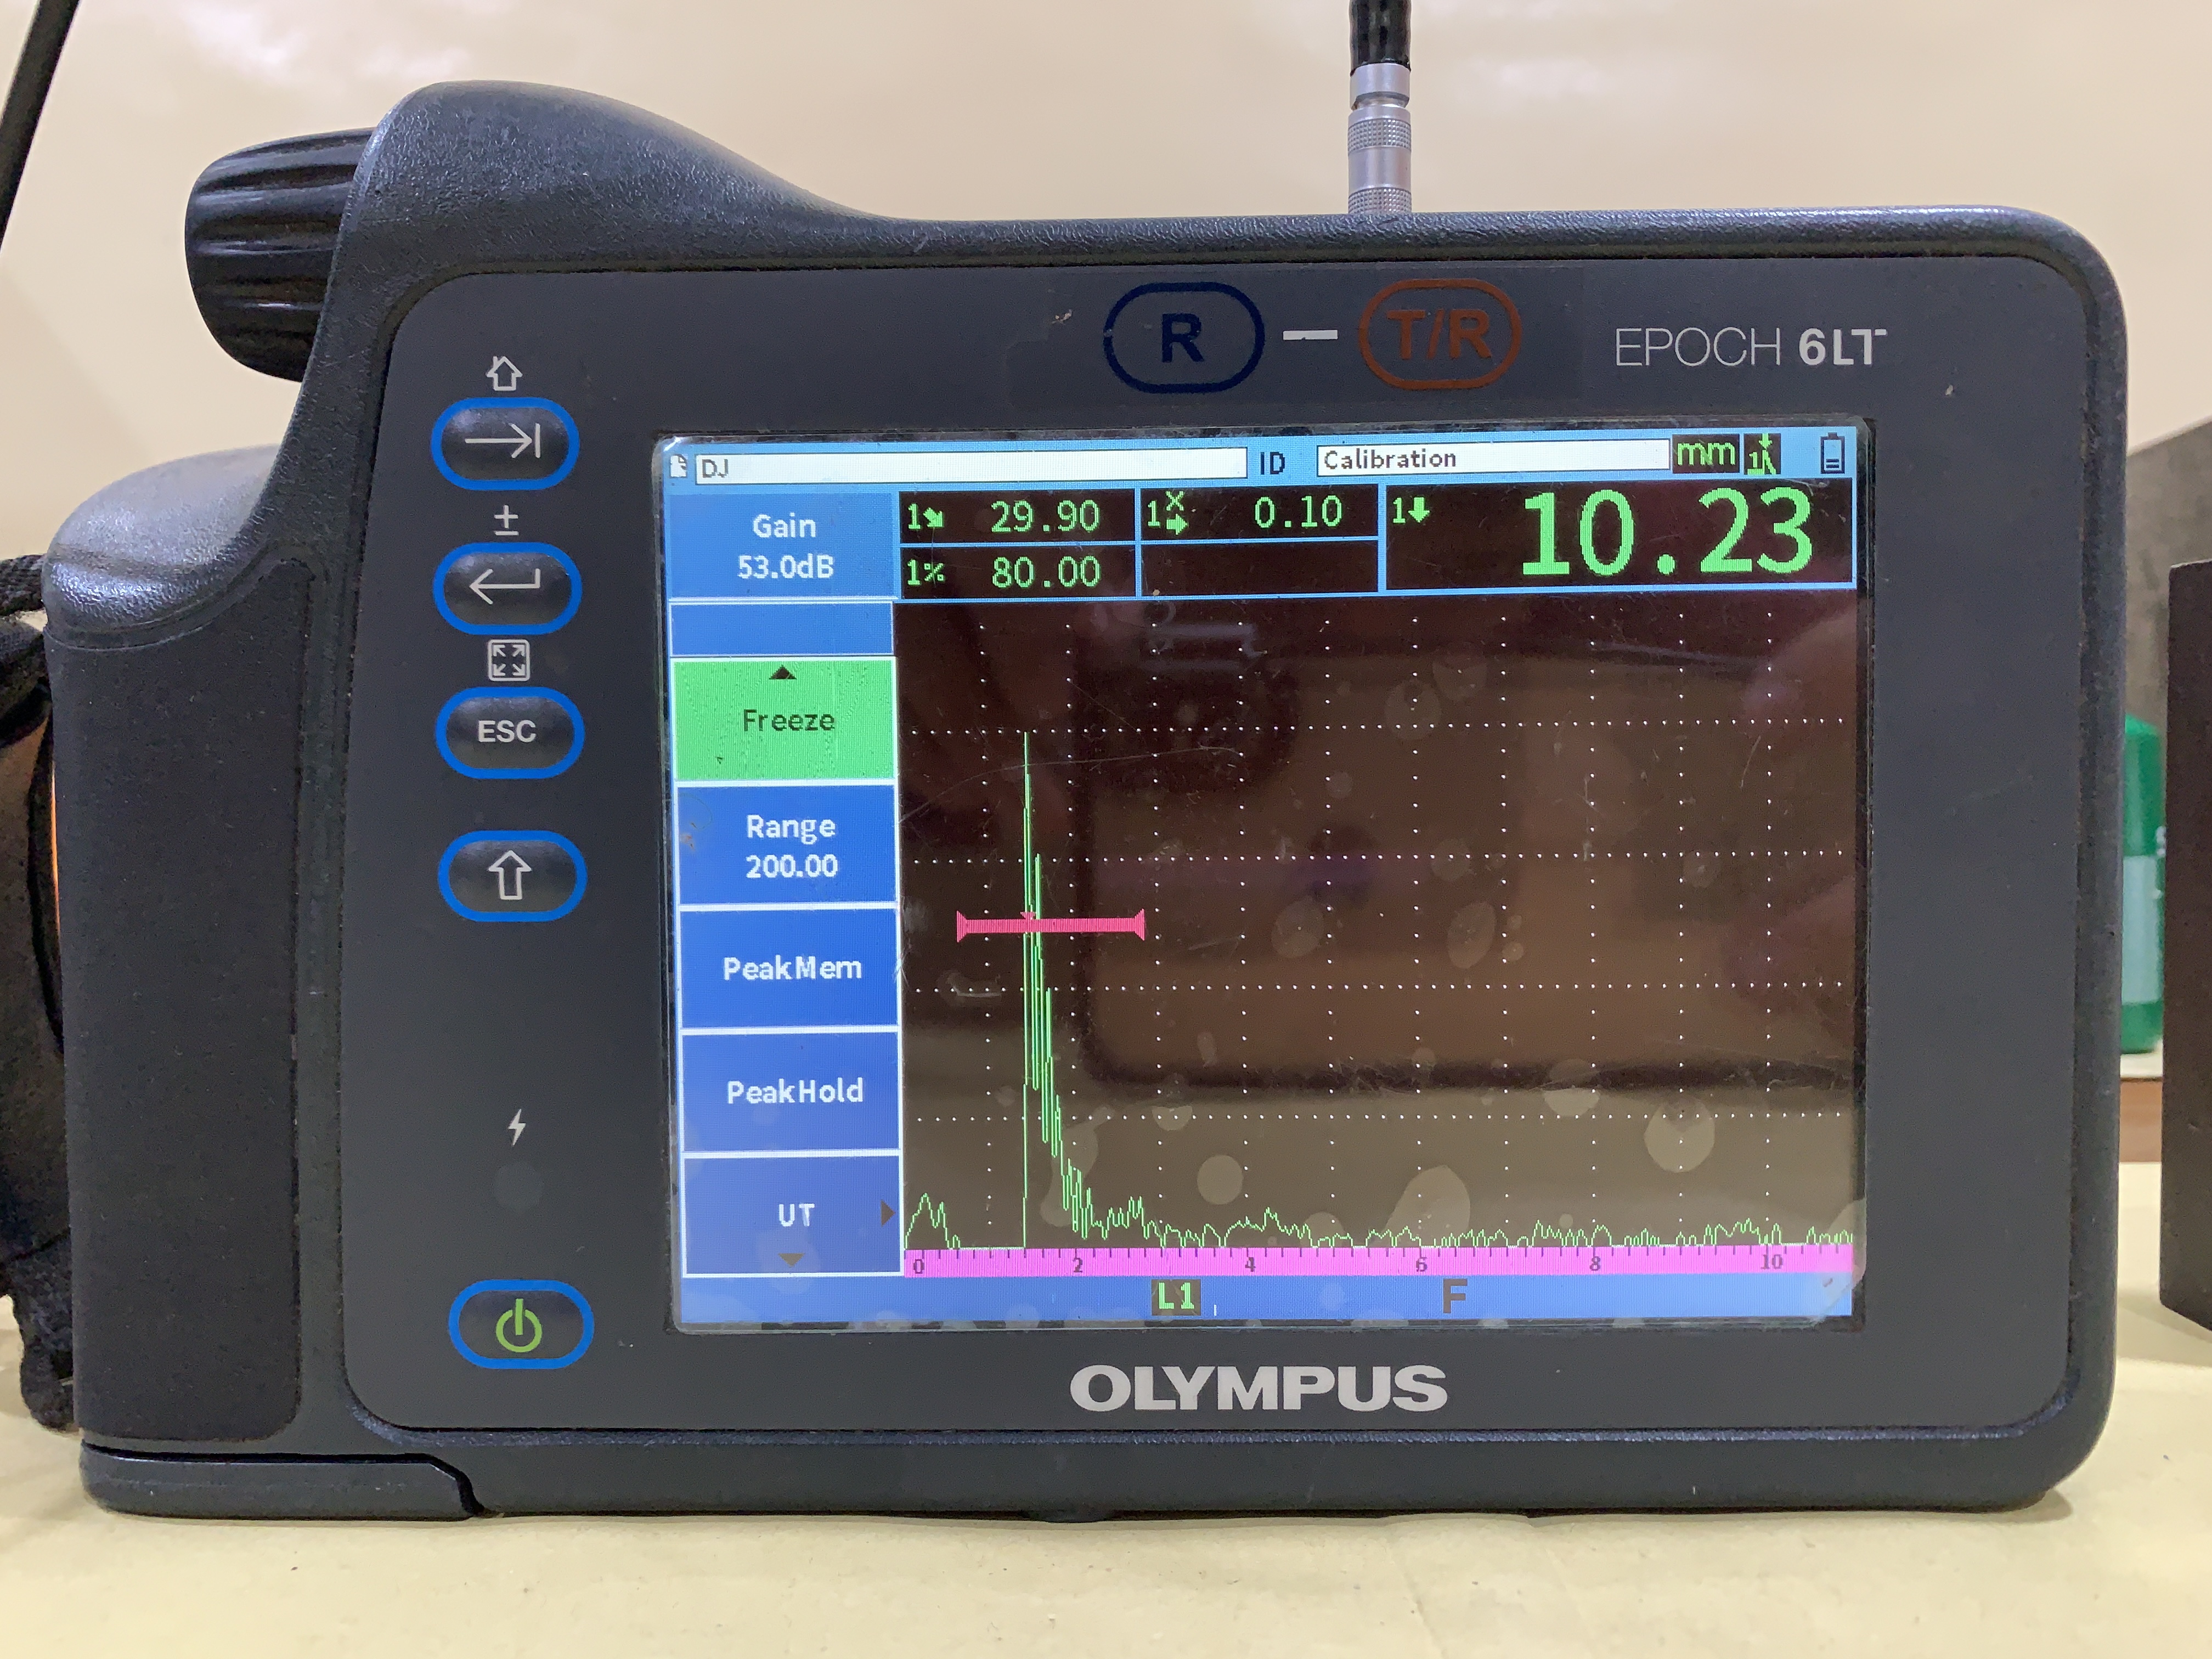 R T/R
EPOCH 6LT
ESC
DJ ID Calibration mm 1
Gain
53.0dB
1 29.90
1% 80.00
1X 0.10
1 10.23
Freeze
Range
200.00
PeakMem
PeakHold
UT
0 2 4 6 8 10
L1 F
OLYMPUS